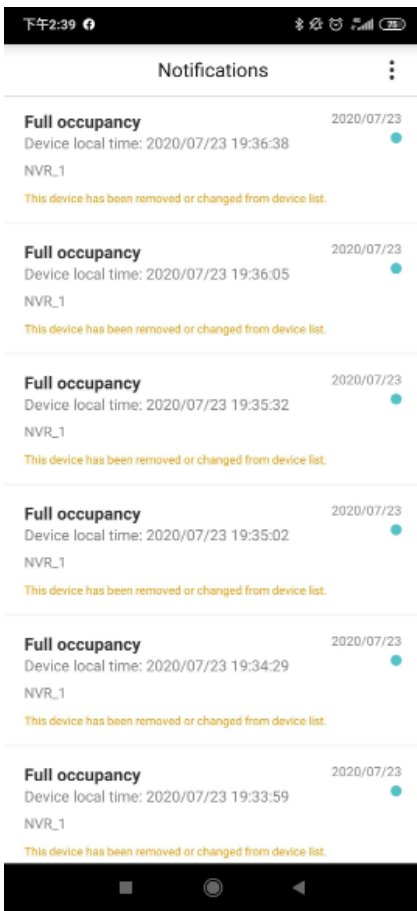 下午2:39
75
Notifications
Full occupancy
2020/07/23
Device local time: 2020/07/23 19:36:38
NVR_1
This device has been removed or changed from device list.
Full occupancy
2020/07/23
Device local time: 2020/07/23 19:36:05
NVR_1
This device has been removed or changed from device list.
Full occupancy
2020/07/23
Device local time: 2020/07/23 19:35:32
NVR_1
This device has been removed or changed from device list.
Full occupancy
2020/07/23
Device local time: 2020/07/23 19:35:02
NVR_1
This device has been removed or changed from device list.
Full occupancy
2020/07/23
Device local time: 2020/07/23 19:34:29
NVR_1
This device has been removed or changed from device list.
Full occupancy
2020/07/23
Device local time: 2020/07/23 19:33:59
NVR_1
This device has been removed or changed from device list.